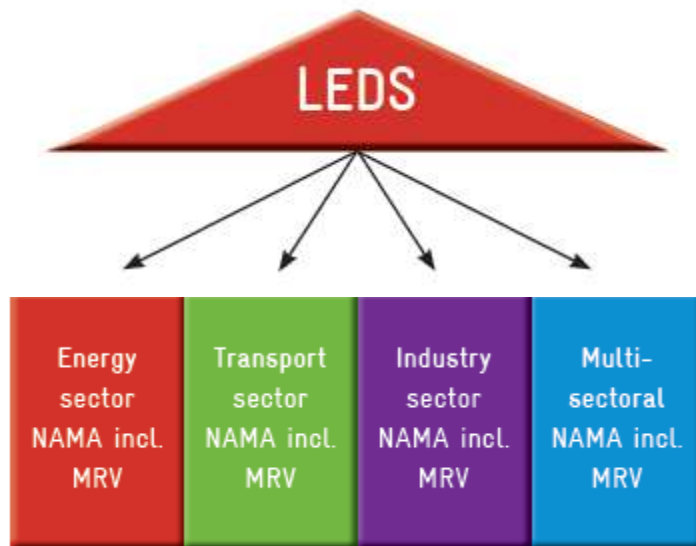 LEDS
Energy
sector
NAMA incl.
MRV
Transport
sector
NAMA incl.
MRV
Industry
sector
NAMA incl.
MRV
Multi-
sectoral
NAMA incl.
MRV